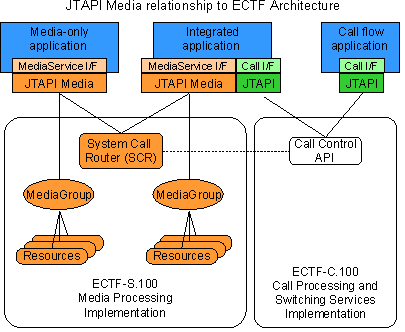 JTAPI Media relationship to ECTF Architecture
Media-only
application
Integrated
application
Call flow
application
MediaService I/F
MediaService I/F
Call I/F
Call I/F
JTAPI Media
JTAPI Media
JTAPI
JTAPI
System Call
Router (SCR)
Call Control
API
MediaGroup
MediaGroup
Resources
Resources
ECTF-S.100
Media Processing
Implementation
ECTF-C.100
Call Processing and
Switching Services
Implementation